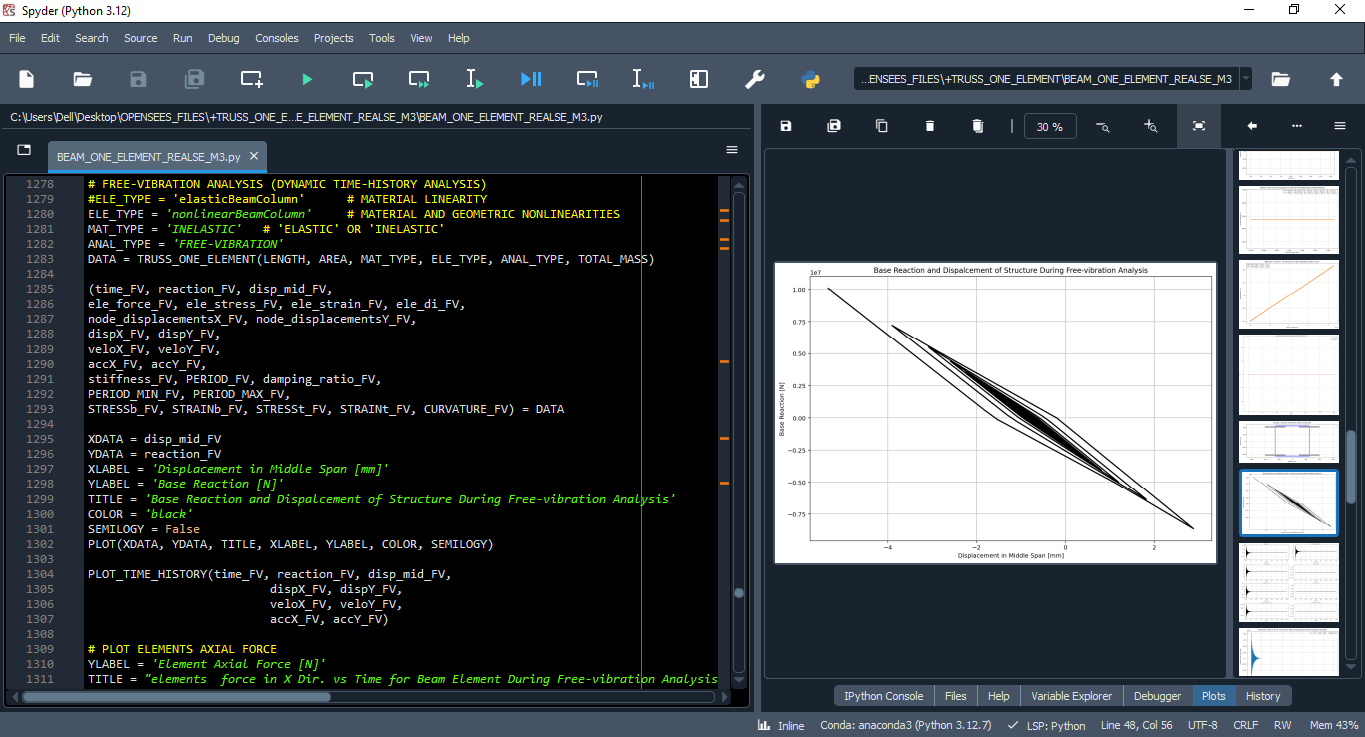 Spyder (Python 3.12)
File Edit Search Source Run Debug Consoles Projects Tools View Help
...ENSEES_FILES\+TRUSS_ONE_ELEMENT\BEAM_ONE_ELEMENT_REALSE_M3
C:\Users\Dell\Desktop\OPENSEES_FILES\+TRUSS_ONE_E...E_ELEMENT_REALSE_M3\BEAM_ONE_ELEMENT_REALSE_M3.py
BEAM_ONE_ELEMENT_REALSE_M3.py
1278 # FREE-VIBRATION ANALYSIS (DYNAMIC TIME-HISTORY ANALYSIS)
1279 #ELE_TYPE = 'elasticBeamColumn' # MATERIAL LINEARITY
1280 ELE_TYPE = 'nonlinearBeamColumn' # MATERIAL AND GEOMETRIC NONLINEARITIES
1281 MAT_TYPE = 'INELASTIC' # 'ELASTIC' OR 'INELASTIC'
1282 ANAL_TYPE = 'FREE-VIBRATION'
1283 DATA = TRUSS_ONE_ELEMENT(LENGTH, AREA, MAT_TYPE, ELE_TYPE, ANAL_TYPE, TOTAL_MASS)
1284
1285 (time_FV, reaction_FV, disp_mid_FV,
1286 ele_force_FV, ele_stress_FV, ele_strain_FV, ele_di_FV,
1287 node_displacementsX_FV, node_displacementsY_FV,
1288 dispX_FV, dispY_FV,
1289 veloX_FV, veloY_FV,
1290 accX_FV, accY_FV,
1291 stiffness_FV, PERIOD_FV, damping_ratio_FV,
1292 PERIOD_MIN_FV, PERIOD_MAX_FV,
1293 STRESSb_FV, STRAINb_FV, STRESSt_FV, STRAINt_FV, CURVATURE_FV) = DATA
1294
1295 XDATA = disp_mid_FV
1296 YDATA = reaction_FV
1297 XLABEL = 'Displacement in Middle Span [mm]'
1298 YLABEL = 'Base Reaction [N]'
1299 TITLE = 'Base Reaction and Dispalcement of Structure During Free-vibration Analysis'
1300 COLOR = 'black'
1301 SEMILOGY = False
1302 PLOT(XDATA, YDATA, TITLE, XLABEL, YLABEL, COLOR, SEMILOGY)
1303
1304 PLOT_TIME_HISTORY(time_FV, reaction_FV, disp_mid_FV,
1305 dispX_FV, dispY_FV,
1306 veloX_FV, veloY_FV,
1307 accX_FV, accY_FV)
1308
1309 # PLOT ELEMENTS AXIAL FORCE
1310 YLABEL = 'Element Axial Force [N]'
1311 TITLE = "elements force in X Dir. vs Time for Beam Element During Free-vibration Analysis
30 %
Base Reaction and Dispalcement of Structure During Free-vibration Analysis
1e7
1.00
0.75
0.50
0.25
0.00
−0.25
−0.50
−0.75
Base Reaction [N]
−4 −2 0 2
Displacement in Middle Span [mm]
IPython Console Files Help Variable Explorer Debugger Plots History
Inline Conda: anaconda3 (Python 3.12.7) LSP: Python Line 48, Col 56 UTF-8 CRLF RW Mem 43%